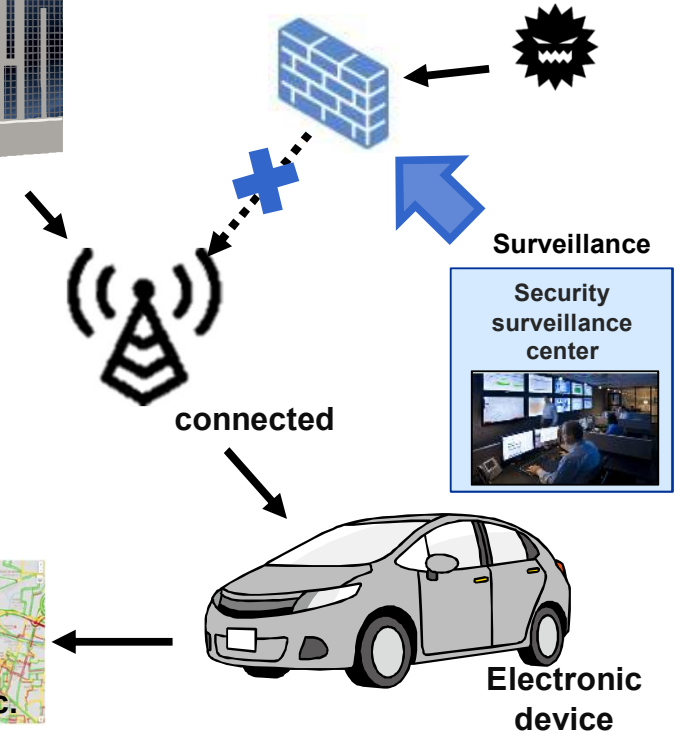 Surveillance
Security
surveillance
center
connected
Electronic
device
c.